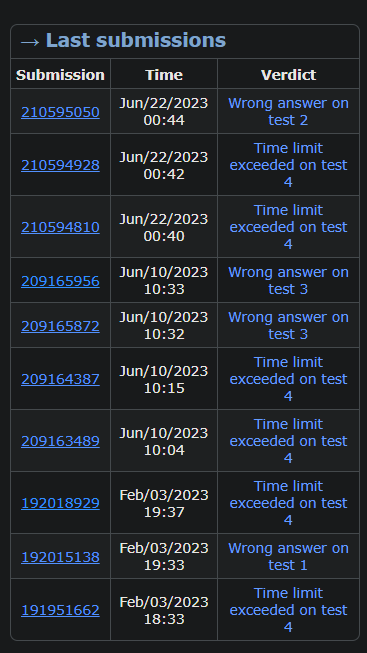 → Last submissions
Submission Time Verdict
210595050 Jun/22/2023 00:44 Wrong answer on test 2
210594928 Jun/22/2023 00:42 Time limit exceeded on test 4
210594810 Jun/22/2023 00:40 Time limit exceeded on test 4
209165956 Jun/10/2023 10:33 Wrong answer on test 3
209165872 Jun/10/2023 10:32 Wrong answer on test 3
209164387 Jun/10/2023 10:15 Time limit exceeded on test 4
209163489 Jun/10/2023 10:04 Time limit exceeded on test 4
192018929 Feb/03/2023 19:37 Time limit exceeded on test 4
192015138 Feb/03/2023 19:33 Wrong answer on test 1
191951662 Feb/03/2023 18:33 Time limit exceeded on test 4